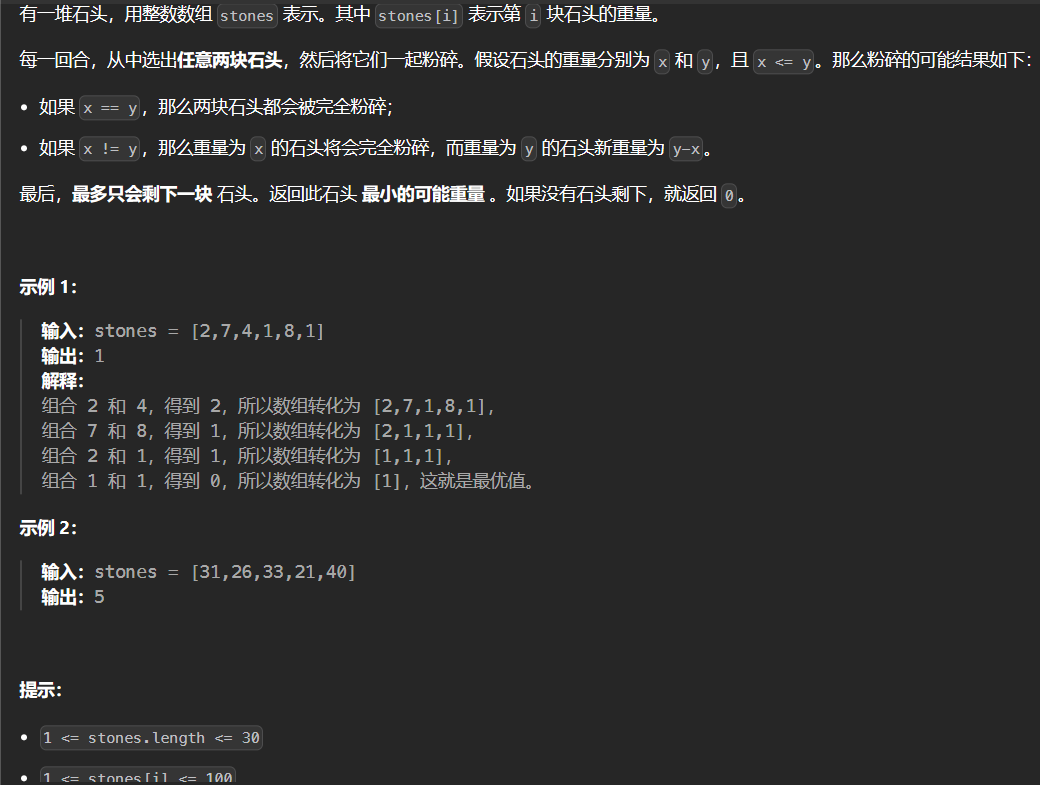 有一堆石头，用整数数组 stones 表示。其中 stones[i] 表示第 i 块石头的重量。
每一回合，从中选出任意两块石头，然后将它们一起粉碎。假设石头的重量分别为 x 和 y，且 x <= y。那么粉碎的可能结果如下：
• 如果 x == y，那么两块石头都会被完全粉碎；
• 如果 x != y，那么重量为 x 的石头将会完全粉碎，而重量为 y 的石头新重量为 y-x。
最后，最多只会剩下一块 石头。返回此石头 最小的可能重量 。如果没有石头剩下，就返回 0。
示例 1：
输入：stones = [2,7,4,1,8,1]
输出：1
解释：
组合 2 和 4，得到 2，所以数组转化为 [2,7,1,8,1]，
组合 7 和 8，得到 1，所以数组转化为 [2,1,1,1]，
组合 2 和 1，得到 1，所以数组转化为 [1,1,1]，
组合 1 和 1，得到 0，所以数组转化为 [1]，这就是最优值。
示例 2：
输入：stones = [31,26,33,21,40]
输出：5
提示：
• 1 <= stones.length <= 30
• 1 <= stones[i] <= 100